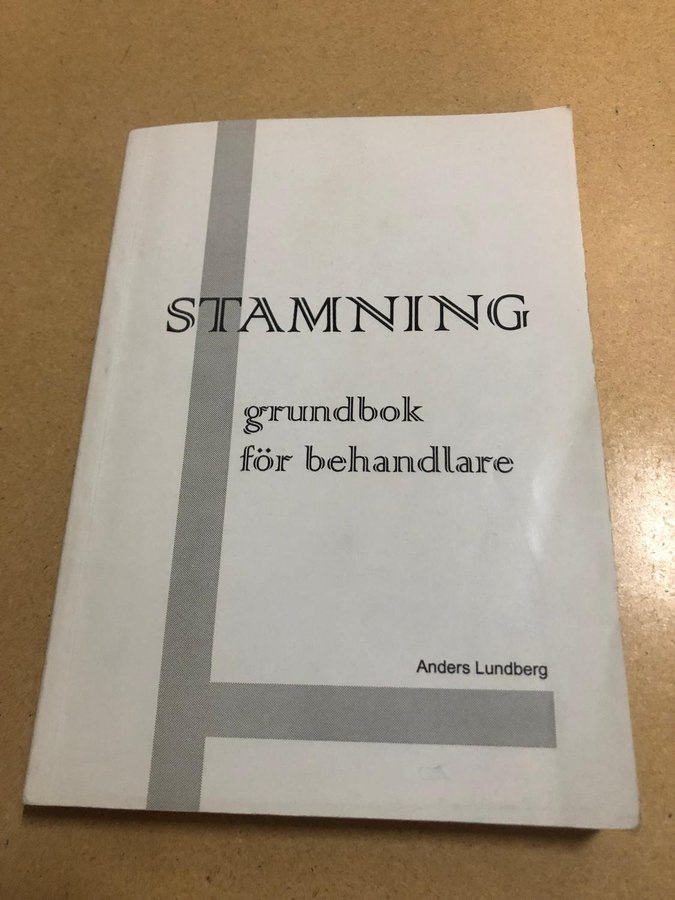 STAMNING
grundbok
för behandlare
Anders Lundberg